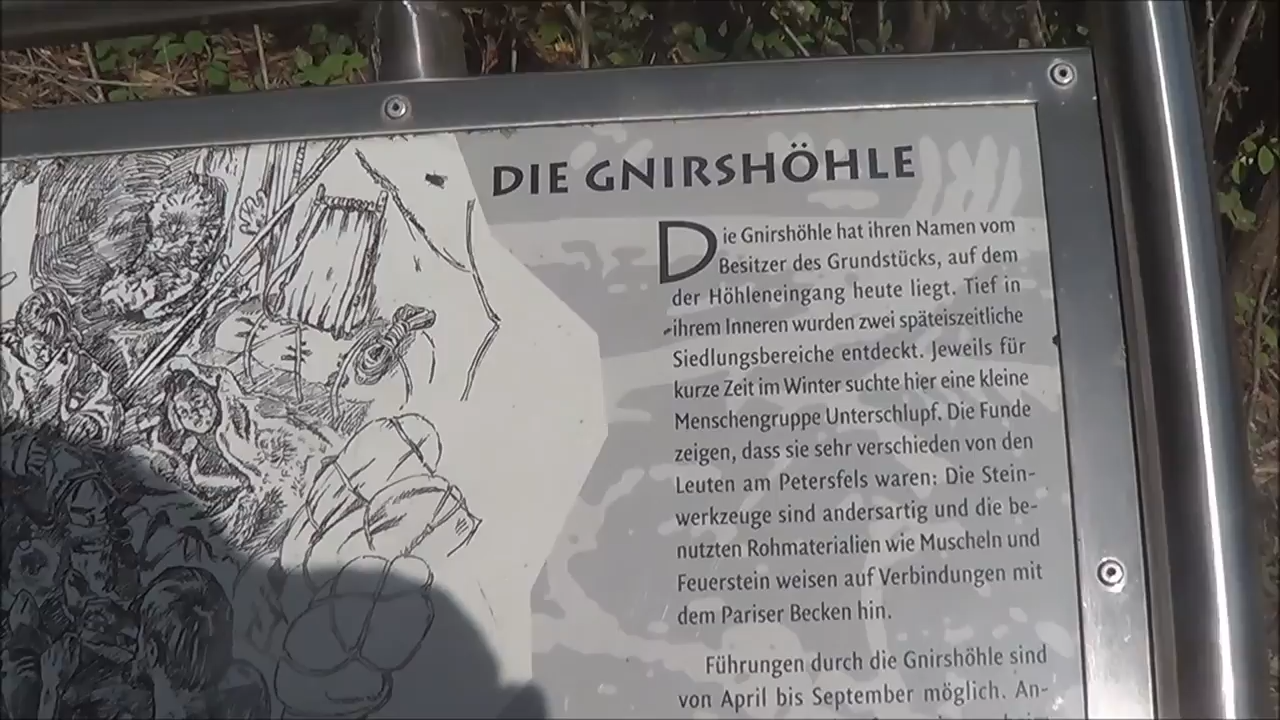 DIE GNIRSHÖHLE
Die Gnirshöhle hat ihren Namen vom
Besitzer des Grundstücks, auf dem
der Höhleneingang heute liegt. Tief in
ihrem Inneren wurden zwei späteiszeitliche
Siedlungsbereiche entdeckt. Jeweils für
kurze Zeit im Winter suchte hier eine kleine
Menschengruppe Unterschlupf. Die Funde
zeigen, dass sie sehr verschieden von den
Leuten am Petersfels waren: Die Stein-
werkzeuge sind andersartig und die be-
nutzten Rohmaterialien wie Muscheln und
Feuerstein weisen auf Verbindungen mit
dem Pariser Becken hin.
Führungen durch die Gnirshöhle sind
von April bis September möglich. An-